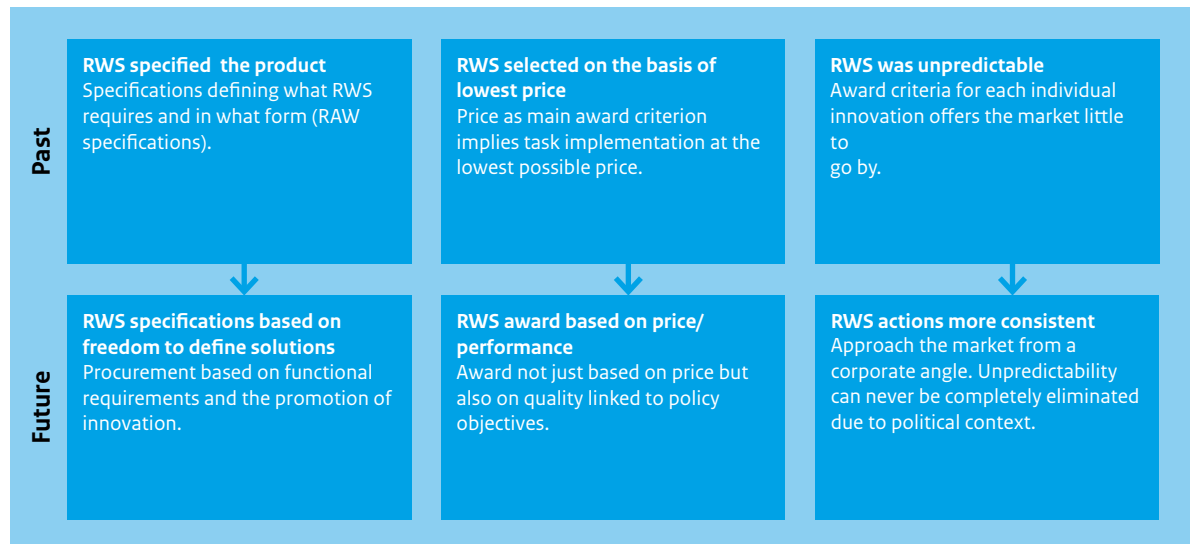 Past
RWS specified the product
Specifications defining what RWS
requires and in what form (RAW
specifications).
RWS selected on the basis of
lowest price
Price as main award criterion
implies task implementation at the
lowest possible price.
RWS was unpredictable
Award criteria for each individual
innovation offers the market little
to
go by.
Future
RWS specifications based on
freedom to define solutions
Procurement based on functional
requirements and the promotion of
innovation.
RWS award based on price/
performance
Award not just based on price but
also on quality linked to policy
objectives.
RWS actions more consistent
Approach the market from a
corporate angle. Unpredictability
can never be completely eliminated
due to political context.